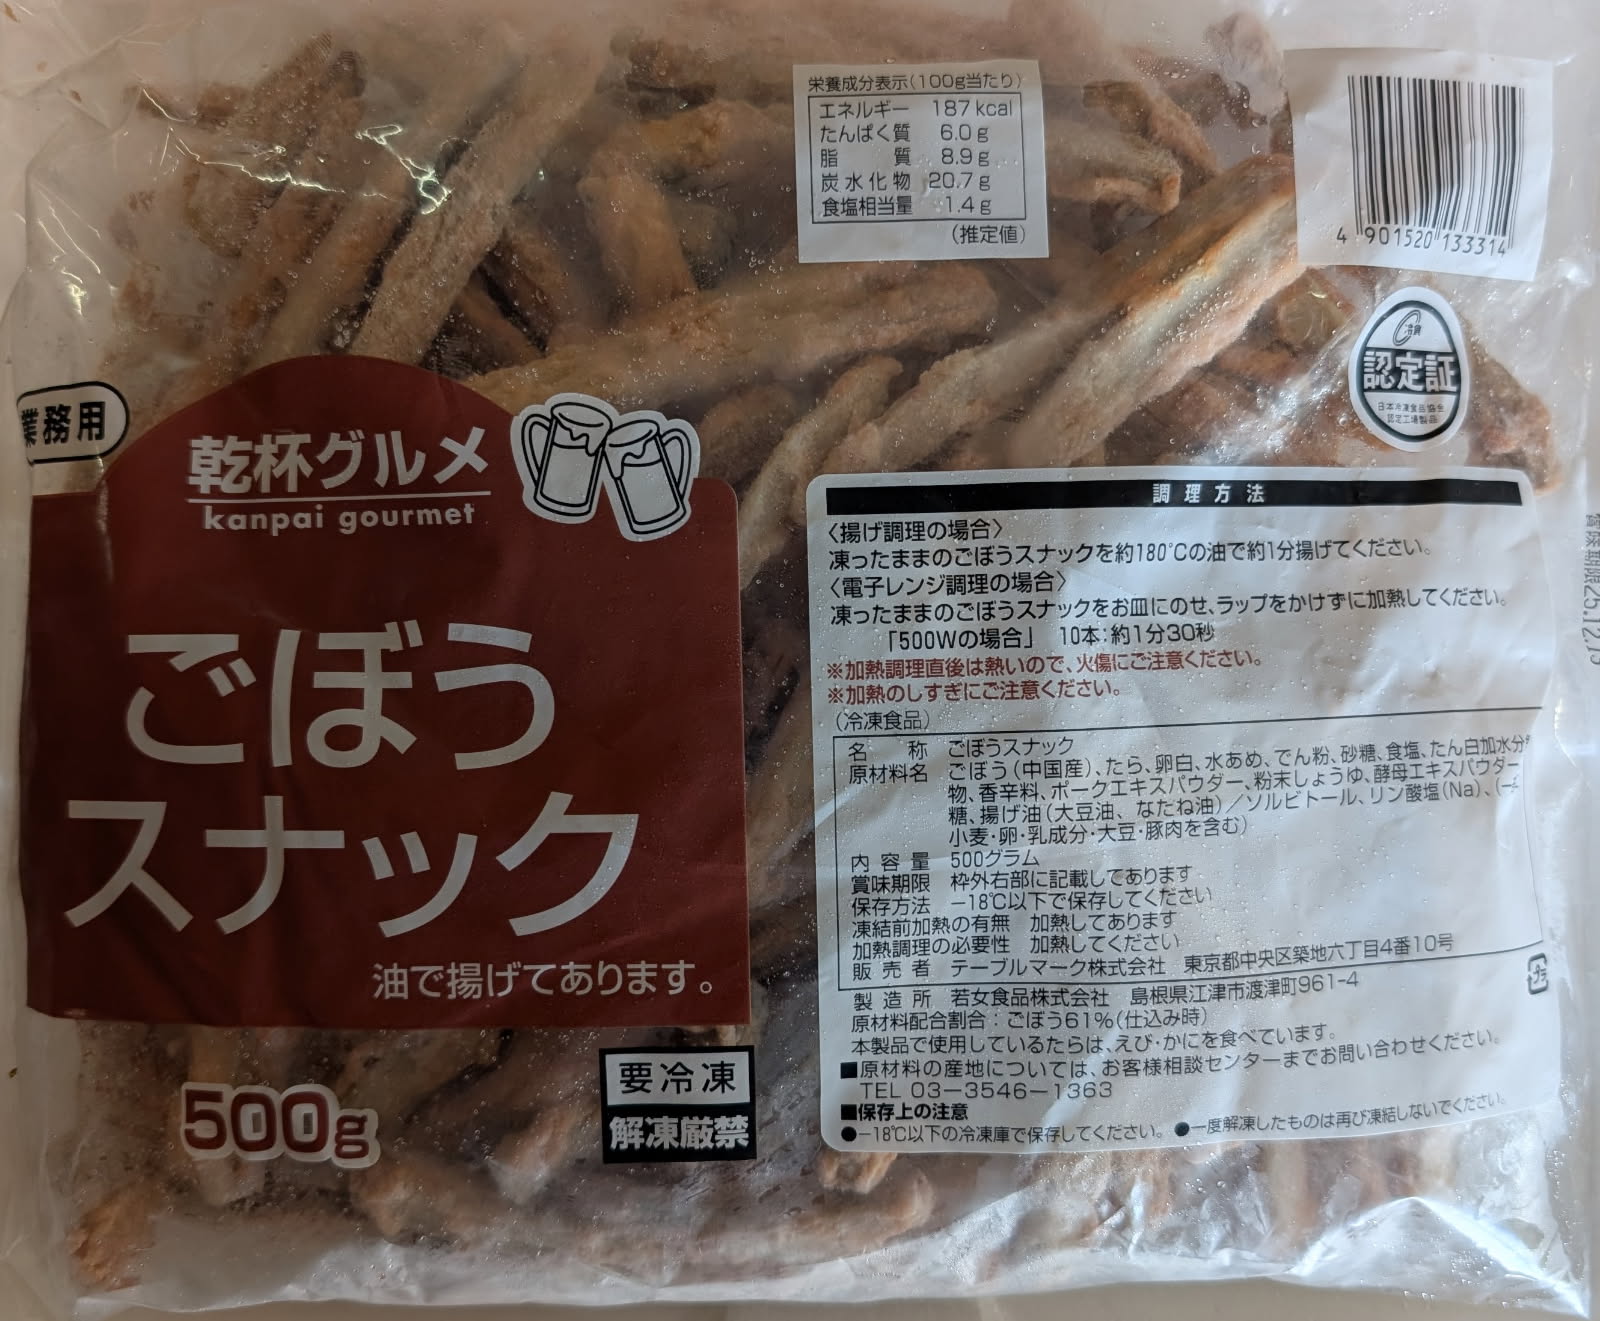 栄養成分表示(100g当たり)
エネルギー 187kcal
たんぱく質 6.0g
脂質 8.9g
炭水化物 20.7g
食塩相当量 1.4g
(推定値)
4 901520 133314
冷食
認定証
日本冷凍食品協会
認定工場製品
業務用
乾杯グルメ
kanpai gourmet
ごぼう
スナック
油で揚げてあります。
500g
要冷凍
解凍厳禁
調理方法
〈揚げ調理の場合〉
凍ったままのごぼうスナックを約180℃の油で約1分揚げてください。
〈電子レンジ調理の場合〉
凍ったままのごぼうスナックをお皿にのせ、ラップをかけずに加熱してください。
「500Wの場合」 10本:約1分30秒
※加熱調理直後は熱いので、火傷にご注意ください。
※加熱のしすぎにご注意ください。
(冷凍食品)
名称 ごぼうスナック
原材料名 ごぼう(中国産)、たら、卵白、水あめ、でん粉、砂糖、食塩、たん白加水分
物、香辛料、ポークエキスパウダー、粉末しょうゆ、酵母エキスパウダー
糖、揚げ油(大豆油、なたね油)/ソルビトール、リン酸塩(Na)、(一
小麦・卵・乳成分・大豆・豚肉を含む)
内容量 500グラム
賞味期限 枠外右部に記載してあります
保存方法 −18℃以下で保存してください
凍結前加熱の有無 加熱してあります
加熱調理の必要性 加熱してください
販売者 テーブルマーク株式会社 東京都中央区築地六丁目4番10号
製造所 若女食品株式会社 島根県江津市渡津町961-4
原材料配合割合:ごぼう61%(仕込み時)
本製品で使用しているたらは、えび・かにを食べています。
■原材料の産地については、お客様相談センターまでお問い合わせください。
TEL 03−3546−1363
■保存上の注意
●−18℃以下の冷凍庫で保存してください。 ●一度解凍したものは再び凍結しないでください。
プラ